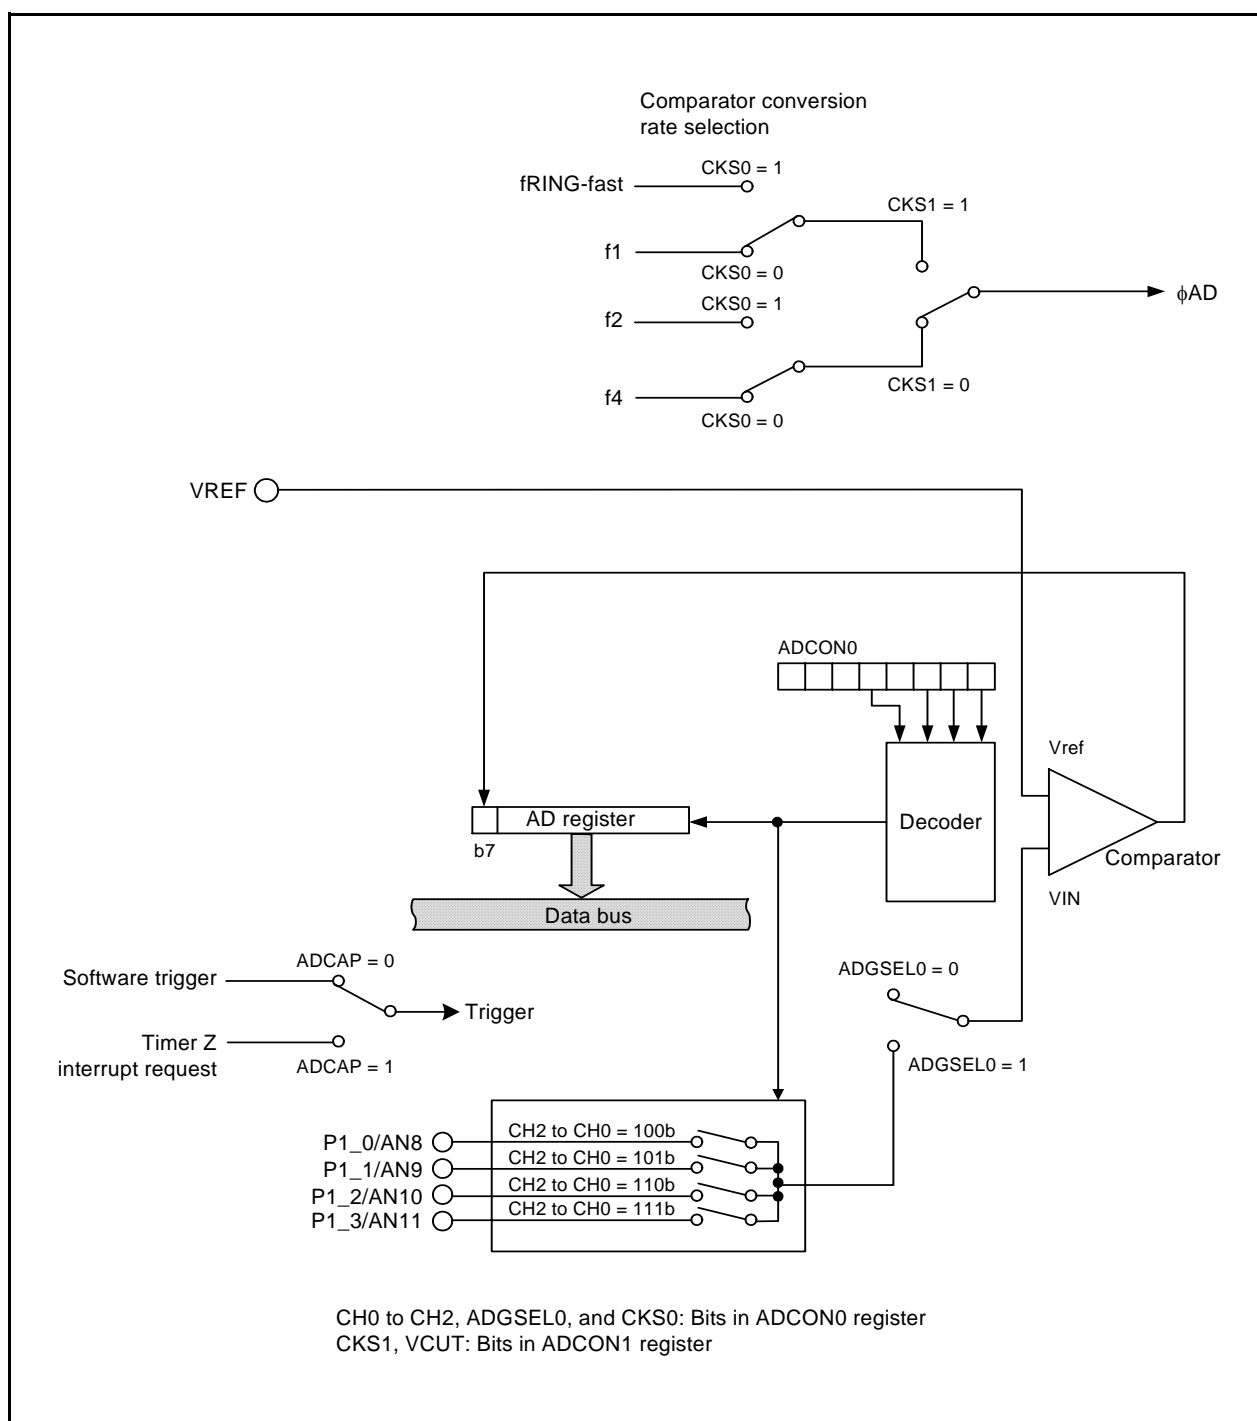 Comparator conversion
rate selection
CKS0 = 1
fRING-fast
CKS1 = 1
f1
CKS0 = 0
CKS0 = 1
ϕAD
f2
CKS1 = 0
f4
CKS0 = 0
VREF
ADCON0
Vref
AD register
Decoder
b7
Comparator
VIN
Data bus
ADCAP = 0
Software trigger
ADGSEL0 = 0
Trigger
Timer Z
interrupt request
ADCAP = 1
ADGSEL0 = 1
P1_0/AN8
CH2 to CH0 = 100b
P1_1/AN9
CH2 to CH0 = 101b
P1_2/AN10
CH2 to CH0 = 110b
P1_3/AN11
CH2 to CH0 = 111b
CH0 to CH2, ADGSEL0, and CKS0: Bits in ADCON0 register
CKS1, VCUT: Bits in ADCON1 register